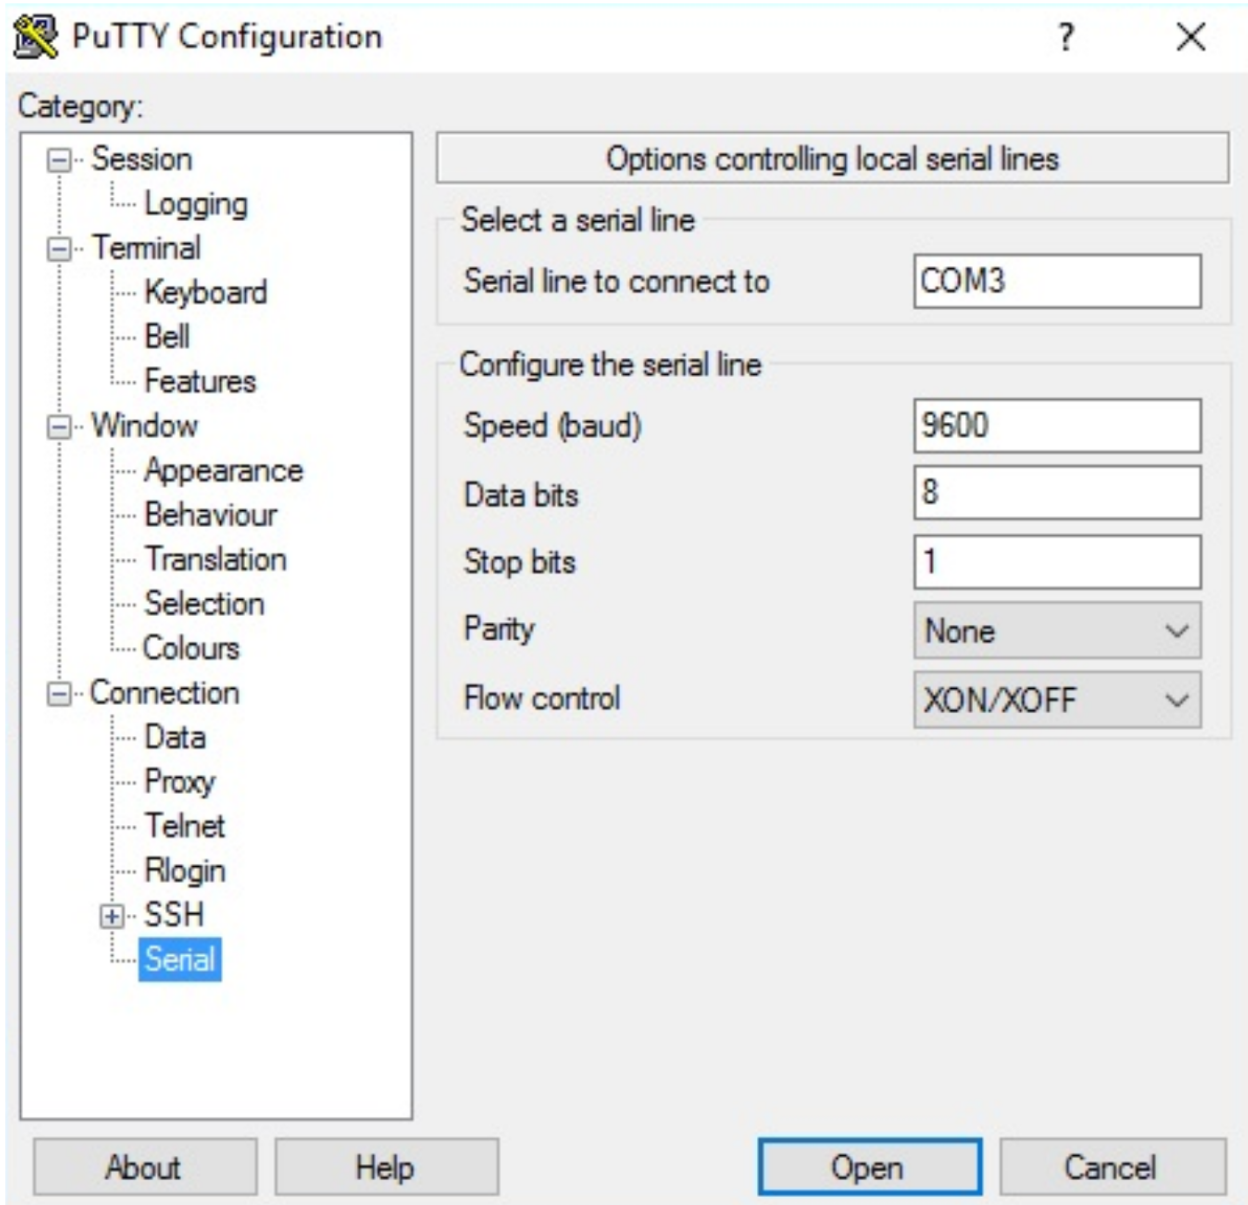 PuTTY Configuration
?
Category:
Session
Logging
Terminal
Keyboard
Bell
Features
Window
Appearance
Behaviour
Translation
Selection
Colours
Connection
Data
Proxy
Telnet
Rlogin
SSH
Serial
Options controlling local serial lines
Select a serial line
Serial line to connect to COM3
Configure the serial line
Speed (baud) 9600
Data bits 8
Stop bits 1
Parity None
Flow control XON/XOFF
About Help Open Cancel